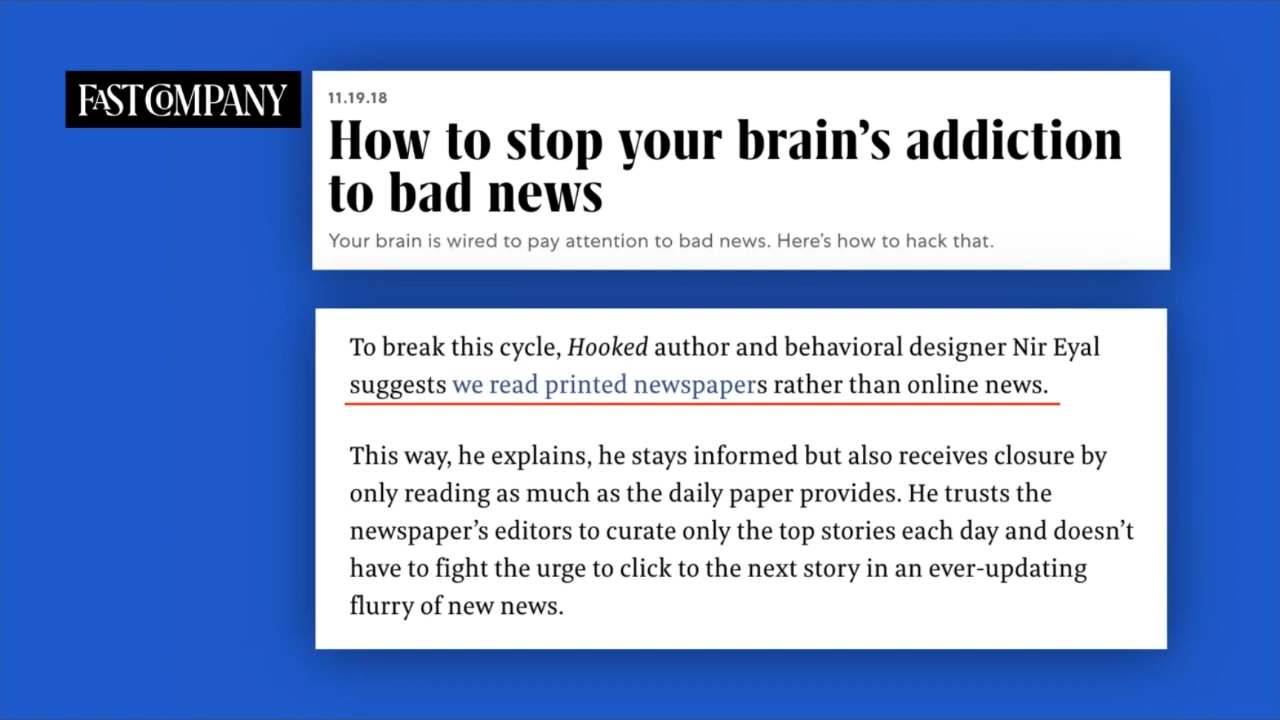 FAST COMPANY
11.19.18
How to stop your brain’s addiction
to bad news
Your brain is wired to pay attention to bad news. Here’s how to hack that.
To break this cycle, Hooked author and behavioral designer Nir Eyal
suggests we read printed newspapers rather than online news.
This way, he explains, he stays informed but also receives closure by
only reading as much as the daily paper provides. He trusts the
newspaper’s editors to curate only the top stories each day and doesn’t
have to fight the urge to click to the next story in an ever-updating
flurry of new news.